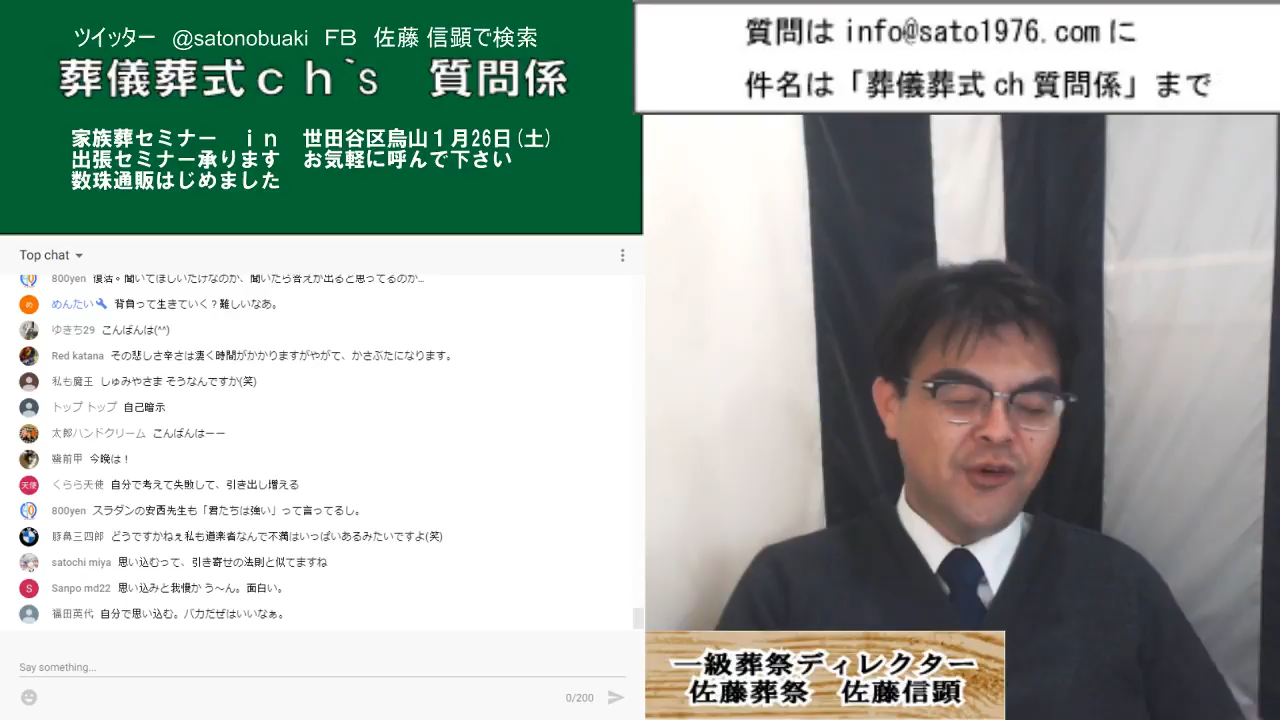 ツイッター　@satonobuaki　ＦＢ　佐藤 信顕で検索
葬儀葬式ｃｈ`s　質問係
家族葬セミナー　ｉｎ　世田谷区烏山１月26日(土)
出張セミナー承ります　お気軽に呼んで下さい
数珠通販はじめました
質問は info@sato1976.com に
件名は「葬儀葬式 ch 質問係」まで
Top chat
800yen 復活。聞いてほしいだけなのか、聞いたら答えが出ると思ってるのか…
めんたい 背負って生きていく？難しいなあ。
ゆきち29 こんばんは(^^)
Red katana その悲しさ辛さは凄く時間がかかりますがやがて、かさぶたになります。
私も魔王 しゅみやさま そうなんですか(笑)
トップ トップ 自己暗示
太郎ハンドクリーム こんばんはーー
今晩は！
くらら天使 自分で考えて失敗して、引き出し増える
800yen スラダンの安西先生も「君たちは強い」って言ってるし。
豚鼻三四郎 どうですかねぇ私も道楽者なんで不満はいっぱいあるみたいですよ(笑)
satochi miya 思い込むって、引き寄せの法則と似てますね
Sanpo md22 思い込みと我慢か う～ん。面白い。
福田英代 自分で思い込む。バカだぜはいいなぁ。
Say something...
0/200
一級葬祭ディレクター
佐藤葬祭　佐藤信顕